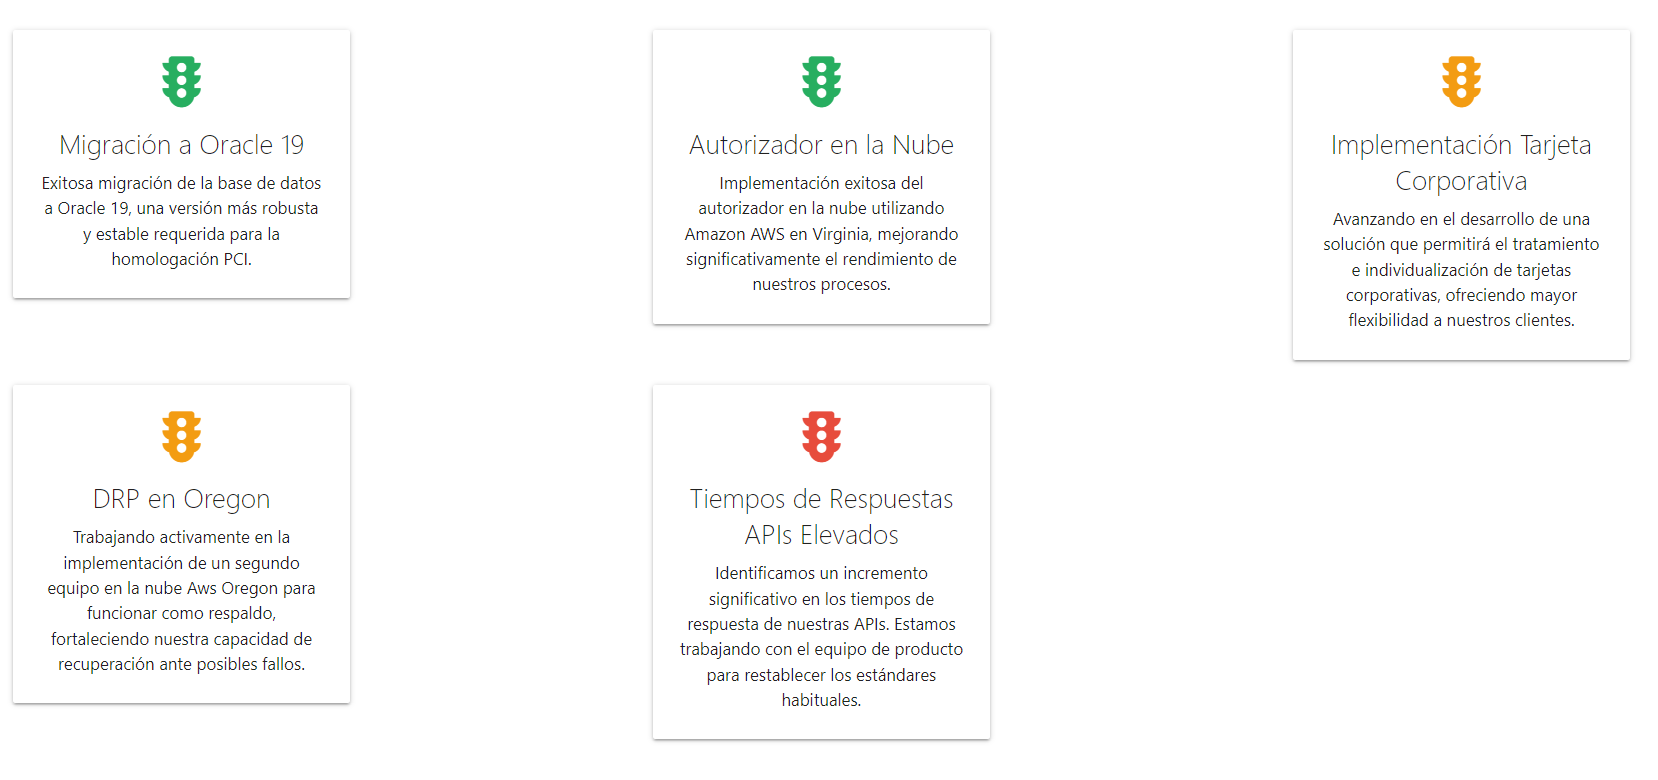 Migración a Oracle 19
Exitosa migración de la base de datos
a Oracle 19, una versión más robusta
y estable requerida para la
homologación PCI.
Autorizador en la Nube
Implementación exitosa del
autorizador en la nube utilizando
Amazon AWS en Virginia, mejorando
significativamente el rendimiento de
nuestros procesos.
Implementación Tarjeta
Corporativa
Avanzando en el desarrollo de una
solución que permitirá el tratamiento
e individualización de tarjetas
corporativas, ofreciendo mayor
flexibilidad a nuestros clientes.
DRP en Oregon
Trabajando activamente en la
implementación de un segundo
equipo en la nube Aws Oregon para
funcionar como respaldo,
fortaleciendo nuestra capacidad de
recuperación ante posibles fallos.
Tiempos de Respuestas
APIs Elevados
Identificamos un incremento
significativo en los tiempos de
respuesta de nuestras APIs. Estamos
trabajando con el equipo de producto
para restablecer los estándares
habituales.